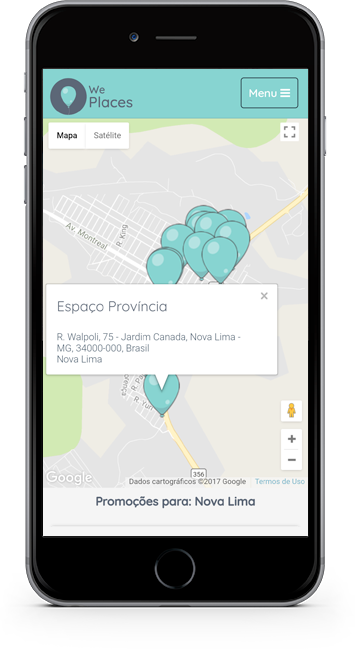 We
Places
Menu
Mapa
Satélite
R. King
Av. Montreal
Espaço Província
×
R. Walpoli, 75 - Jardim Canada, Nova Lima -
MG, 34000-000, Brasil
Nova Lima
R. Yuri
+
−
356
Google
Dados cartográficos ©2017 Google
Termos de Uso
Promoções para: Nova Lima